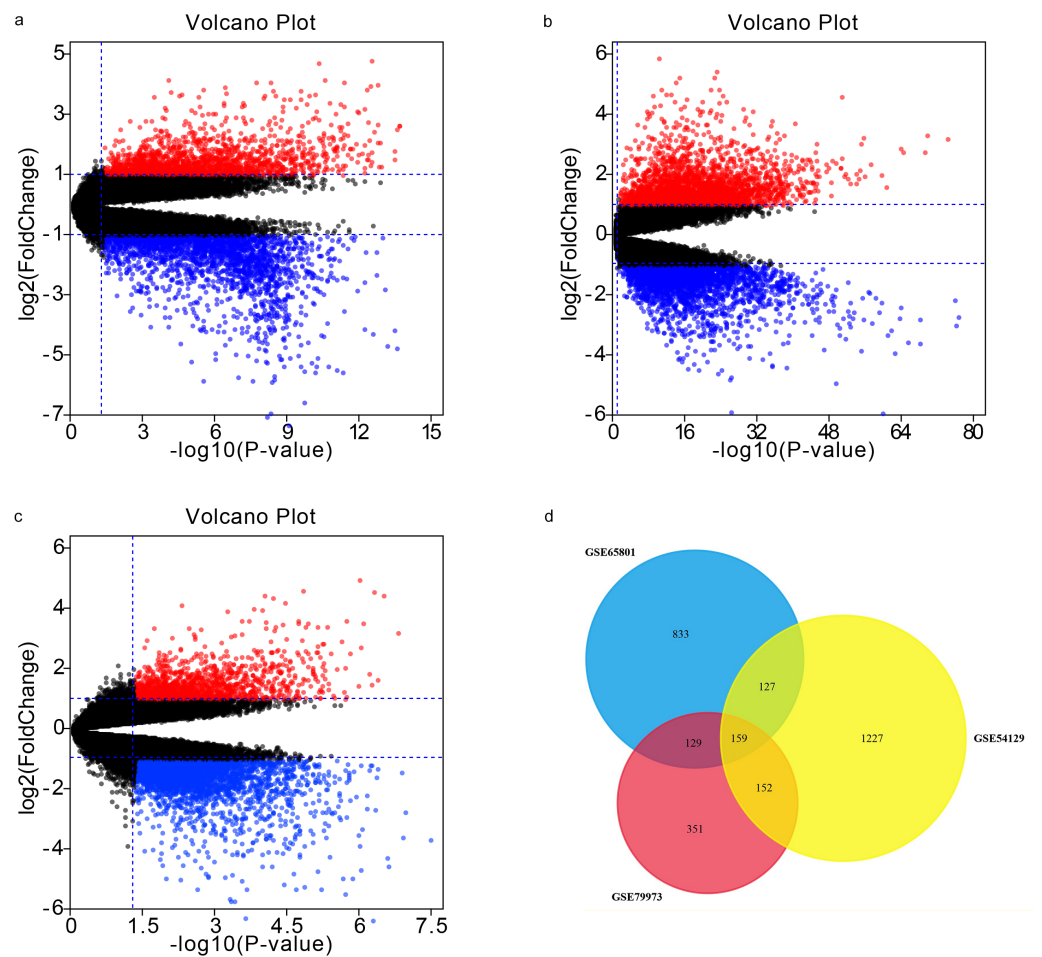 a
Volcano Plot
5
3
1
-1
-3
-5
-7
log2(FoldChange)
0 3 6 9 12 15
-log10(P-value)
b
Volcano Plot
6
4
2
0
-2
-4
-6
log2(FoldChange)
0 16 32 48 64 80
-log10(P-value)
c
Volcano Plot
6
4
2
0
-2
-4
-6
log2(FoldChange)
0 1.5 3 4.5 6 7.5
-log10(P-value)
d
GSE65801
833
127
129 159 1227
GSE54129
152
351
GSE79973